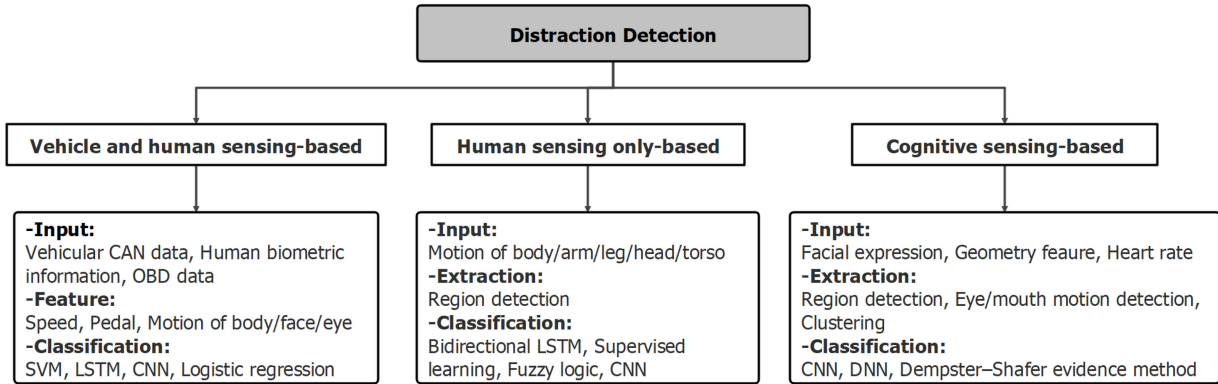 Distraction Detection
Vehicle and human sensing-based
Human sensing only-based
Cognitive sensing-based
-Input:
Vehicular CAN data, Human biometric
information, OBD data
-Feature:
Speed, Pedal, Motion of body/face/eye
-Classification:
SVM, LSTM, CNN, Logistic regression
-Input:
Motion of body/arm/leg/head/torso
-Extraction:
Region detection
-Classification:
Bidirectional LSTM, Supervised
learning, Fuzzy logic, CNN
-Input:
Facial expression, Geometry feaure, Heart rate
-Extraction:
Region detection, Eye/mouth motion detection,
Clustering
-Classification:
CNN, DNN, Dempster–Shafer evidence method